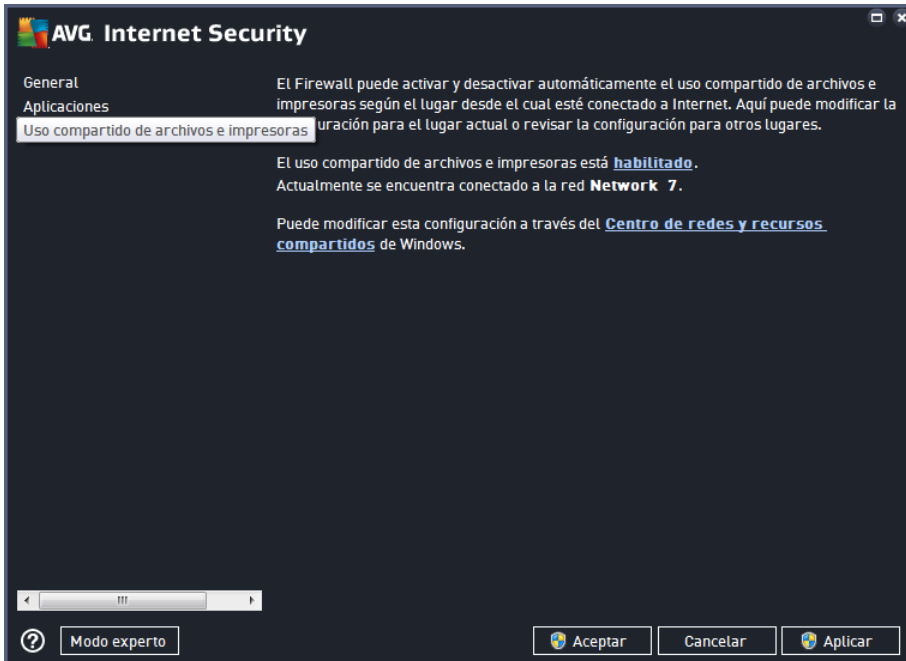 AVG. Internet Security
General
Aplicaciones
Uso compartido de archivos e impresoras
El Firewall puede activar y desactivar automáticamente el uso compartido de archivos e
impresoras según el lugar desde el cual esté conectado a Internet. Aquí puede modificar la
uración para el lugar actual o revisar la configuración para otros lugares.
El uso compartido de archivos e impresoras está habilitado.
Actualmente se encuentra conectado a la red Network 7.
Puede modificar esta configuración a través del Centro de redes y recursos
compartidos de Windows.
? Modo experto
Aceptar
Cancelar
Aplicar